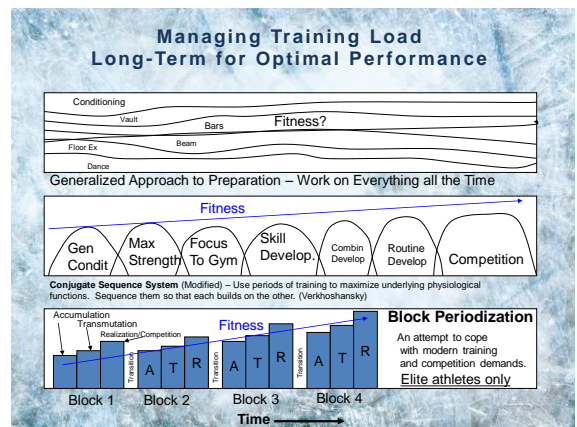 Managing Training Load
Long-Term for Optimal Performance
Conditioning
Vault
Bars
Fitness?
Floor Ex
Beam
Dance
Generalized Approach to Preparation – Work on Everything all the Time
Fitness
Gen
Condit
Max
Strength
Focus
To Gym
Skill
Develop.
Combin
Develop
Routine
Develop
Competition
Conjugate Sequence System (Modified) – Use periods of training to maximize underlying physiological
functions.  Sequence them so that each builds on the other. (Verkhoshansky)
Accumulation
Transmutation
Realization/Competition
Fitness
Transition
A T R
Transition
A T R
Transition
A T R
Block 1
Block 2
Block 3
Block 4
Block Periodization
An attempt to cope
with modern training
and competition demands.
Elite athletes only
Time